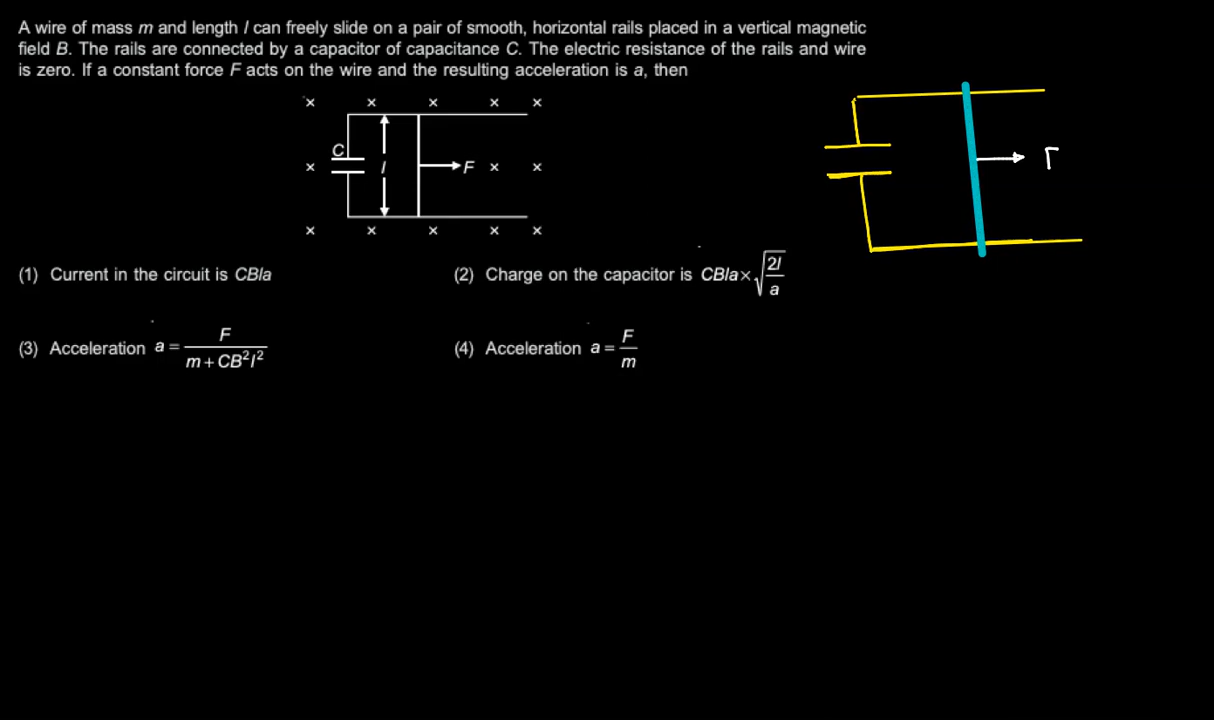 A wire of mass m and length l can freely slide on a pair of smooth, horizontal rails placed in a vertical magnetic
field B. The rails are connected by a capacitor of capacitance C. The electric resistance of the rails and wire
is zero. If a constant force F acts on the wire and the resulting acceleration is a, then
× × × × ×
C
× l F × ×
× × × × ×
(1) Current in the circuit is CBla
(2) Charge on the capacitor is CBla×√(2l/a)
(3) Acceleration a = F/(m + CB²l²)
(4) Acceleration a = F/m